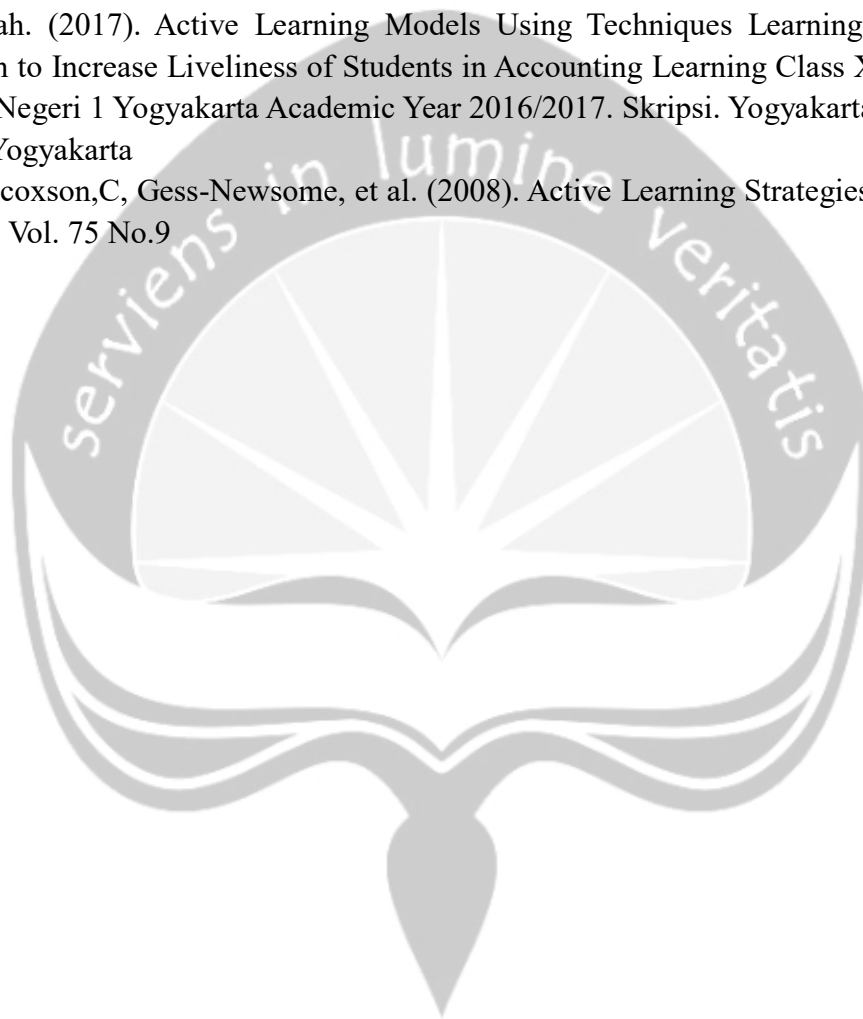 ah. (2017). Active Learning Models Using Techniques Learning
n to Increase Liveliness of Students in Accounting Learning Class X
Negeri 1 Yogyakarta Academic Year 2016/2017. Skripsi. Yogyakarta
Yogyakarta
coxson,C, Gess-Newsome, et al. (2008). Active Learning Strategies
Vol. 75 No.9
serviens in lumine veritatis